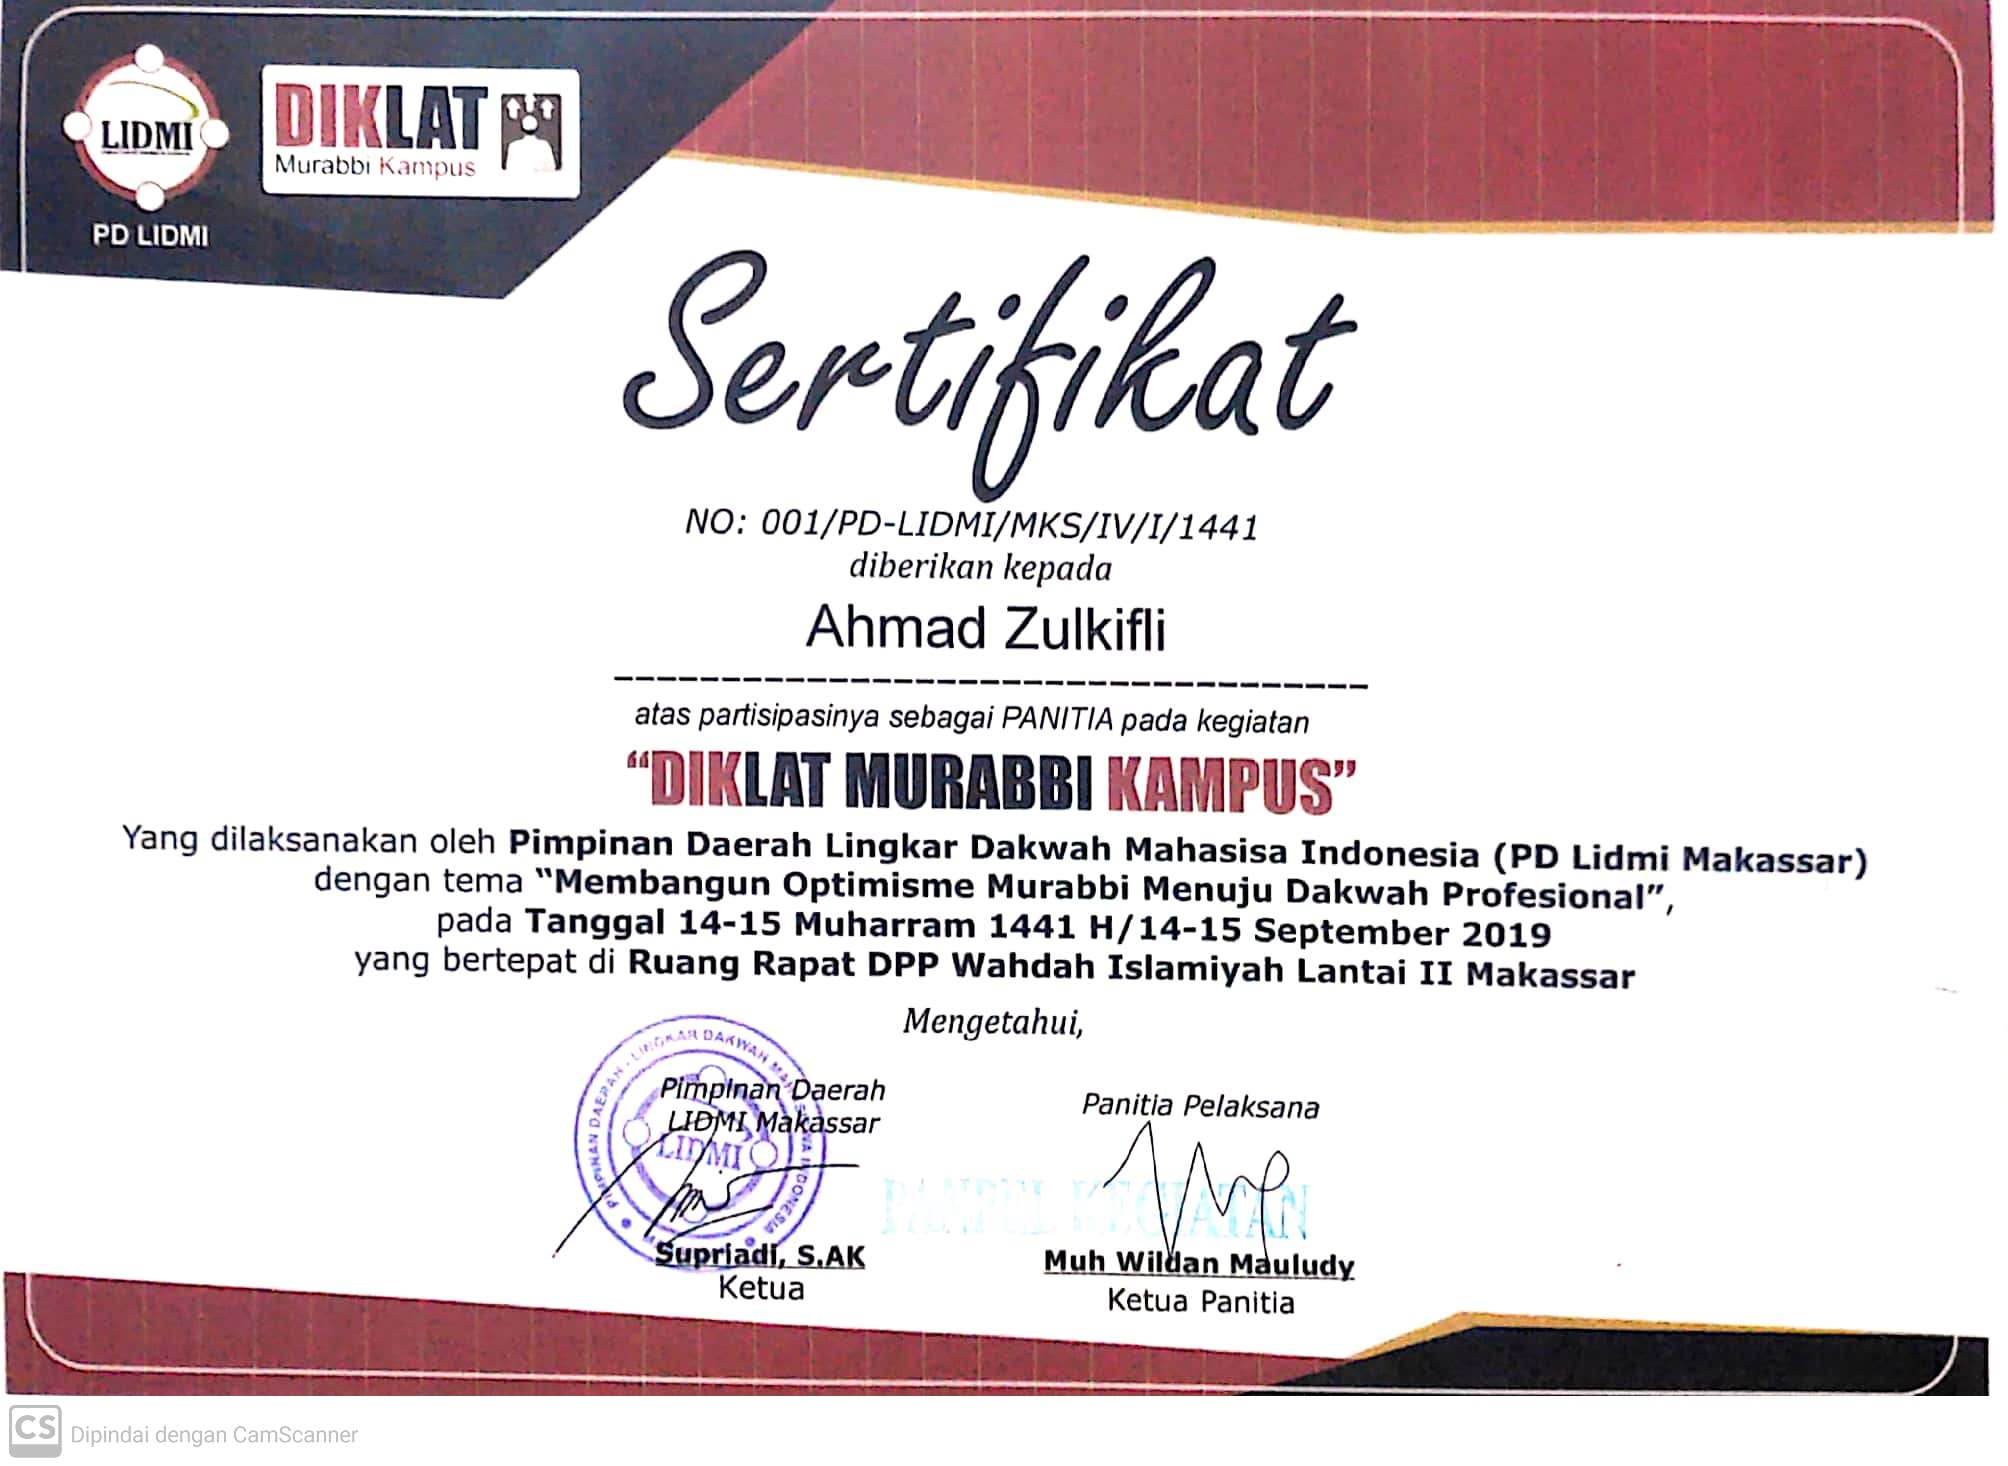 LIDMI
PD LIDMI
DIKLAT
Murabbi Kampus
Sertifikat
NO: 001/PD-LIDMI/MKS/IV/I/1441
diberikan kepada
Ahmad Zulkifli
atas partisipasinya sebagai PANITIA pada kegiatan
“DIKLAT MURABBI KAMPUS”
Yang dilaksanakan oleh Pimpinan Daerah Lingkar Dakwah Mahasisa Indonesia (PD Lidmi Makassar)
dengan tema “Membangun Optimisme Murabbi Menuju Dakwah Profesional”,
pada Tanggal 14-15 Muharram 1441 H/14-15 September 2019
yang bertepat di Ruang Rapat DPP Wahdah Islamiyah Lantai II Makassar
Mengetahui,
Pimpinan Daerah
LIDMI Makassar
PIMPINAN DAERAH - LINGKAR DAKWAH MAHASISWA INDONESIA
LIDMI
Supriadi, S.AK
Ketua
Panitia Pelaksana
PANPEL KEGIATAN
Muh Wildan Mauludy
Ketua Panitia
CS Dipindai dengan CamScanner